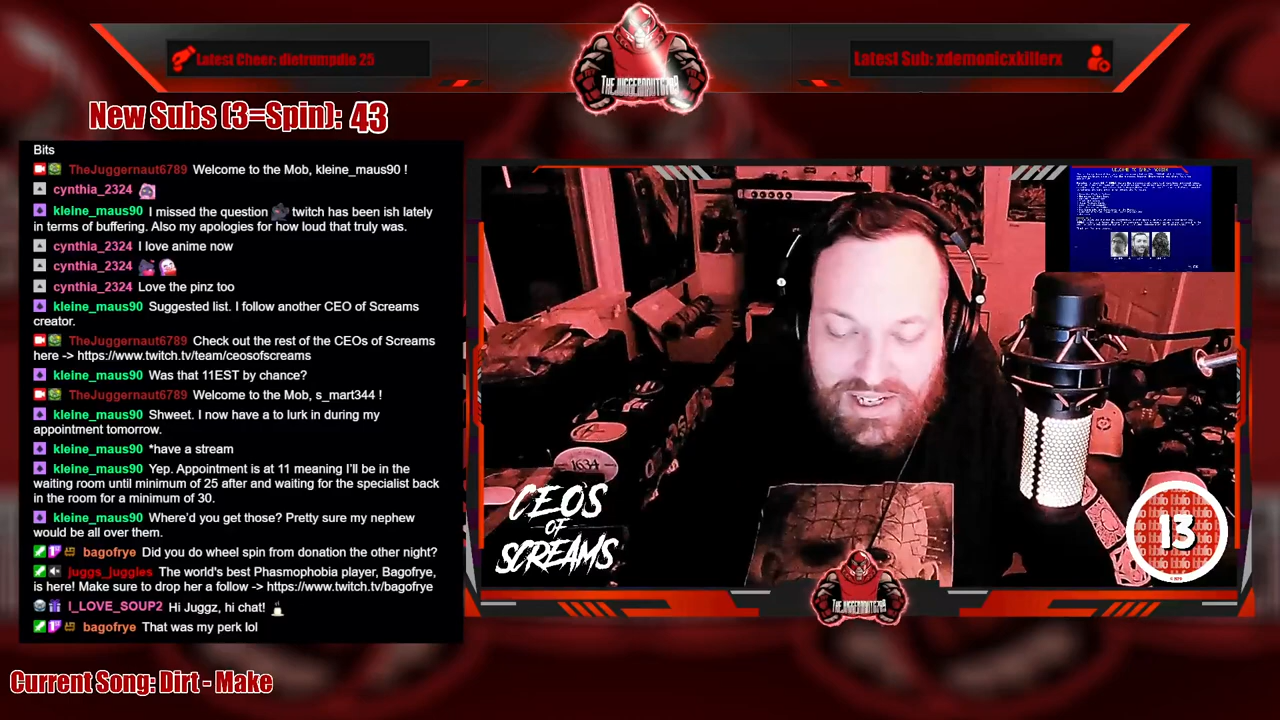 Latest Cheer: dietrumpdie 25
THEJUGGERNAUT6789
Latest Sub: xdemonicxkillerx
New Subs (3=Spin): 43
Bits
TheJuggernaut6789 Welcome to the Mob, kleine_maus90 !
cynthia_2324
kleine_maus90 I missed the question twitch has been ish lately
in terms of buffering. Also my apologies for how loud that truly was.
cynthia_2324 I love anime now
cynthia_2324
cynthia_2324 Love the pinz too
kleine_maus90 Suggested list. I follow another CEO of Screams
creator.
TheJuggernaut6789 Check out the rest of the CEOs of Screams
here -> https://www.twitch.tv/team/ceosofscreams
kleine_maus90 Was that 11EST by chance?
TheJuggernaut6789 Welcome to the Mob, s_mart344 !
kleine_maus90 Shweet. I now have a to lurk in during my
appointment tomorrow.
kleine_maus90 *have a stream
kleine_maus90 Yep. Appointment is at 11 meaning I'll be in the
waiting room until minimum of 25 after and waiting for the specialist back
in the room for a minimum of 30.
kleine_maus90 Where'd you get those? Pretty sure my nephew
would be all over them.
bagofrye Did you do wheel spin from donation the other night?
juggs_juggles The world's best Phasmophobia player, Bagofrye,
is here! Make sure to drop her a follow -> https://www.twitch.tv/bagofrye
I_LOVE_SOUP2 Hi Juggz, hi chat!
bagofrye That was my perk lol
1634
CEOS
OF
SCREAMS
13
THEJUGGERNAUT6789
Current Song: Dirt - Make